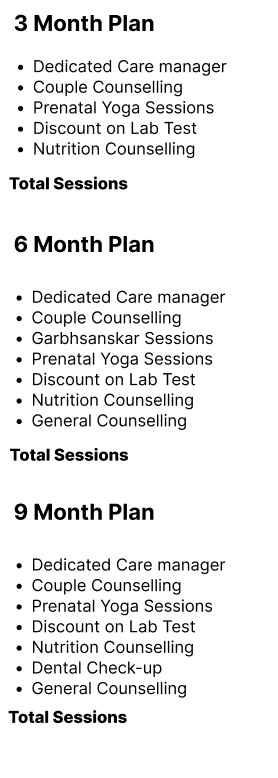 3 Month Plan
• Dedicated Care manager
• Couple Counselling
• Prenatal Yoga Sessions
• Discount on Lab Test
• Nutrition Counselling
Total Sessions
6 Month Plan
• Dedicated Care manager
• Couple Counselling
• Garbhsanskar Sessions
• Prenatal Yoga Sessions
• Discount on Lab Test
• Nutrition Counselling
• General Counselling
Total Sessions
9 Month Plan
• Dedicated Care manager
• Couple Counselling
• Prenatal Yoga Sessions
• Discount on Lab Test
• Nutrition Counselling
• Dental Check-up
• General Counselling
Total Sessions